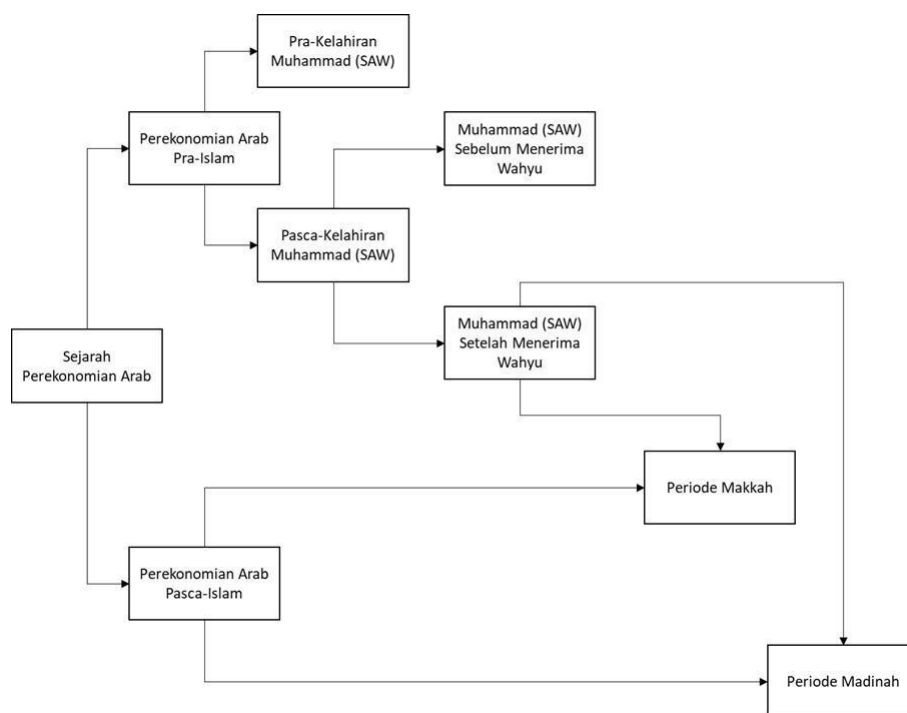 Pra-Kelahiran
Muhammad (SAW)
Perekonomian Arab
Pra-Islam
Muhammad (SAW)
Sebelum Menerima
Wahyu
Pasca-Kelahiran
Muhammad (SAW)
Muhammad (SAW)
Setelah Menerima
Wahyu
Sejarah
Perekonomian Arab
Periode Makkah
Perekonomian Arab
Pasca-Islam
Periode Madinah